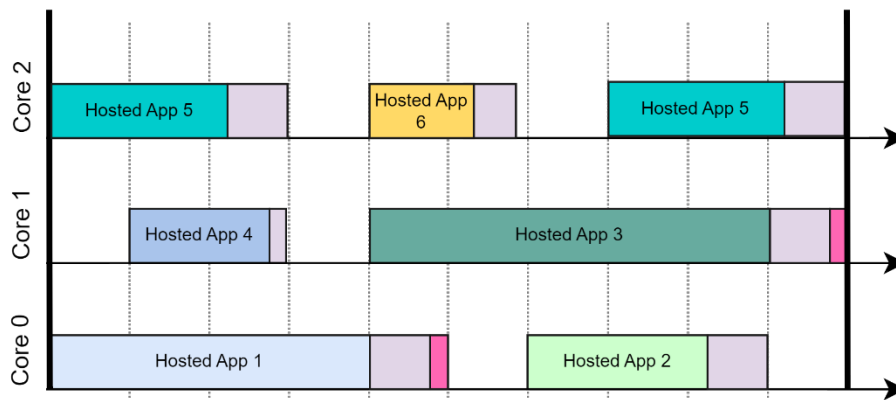 Core 2
Hosted App 5
Hosted App
6
Hosted App 5
Core 1
Hosted App 4
Hosted App 3
Core 0
Hosted App 1
Hosted App 2